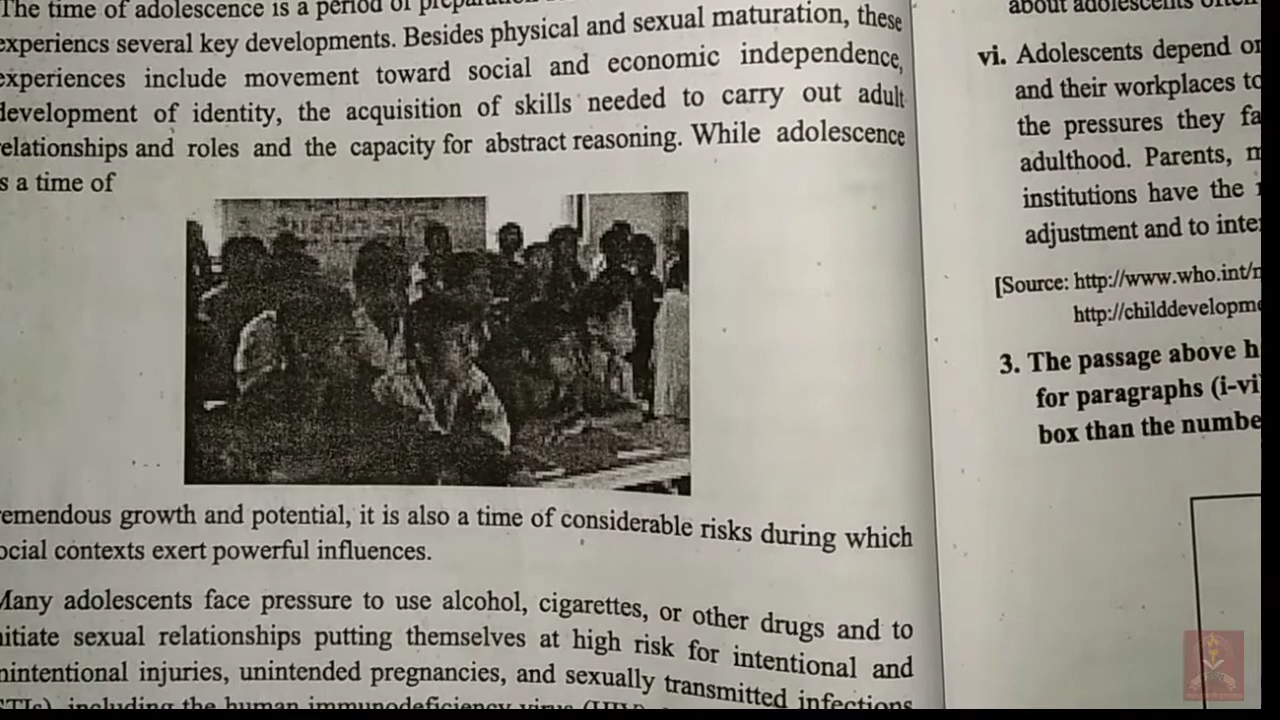 The time of adolescence is a period of
experiencs several key developments. Besides physical and sexual maturation, these
experiences include movement toward social and economic independence,
development of identity, the acquisition of skills needed to carry out adult
relationships and roles and the capacity for abstract reasoning. While adolescence
is a time of
tremendous growth and potential, it is also a time of considerable risks during which
social contexts exert powerful influences.
Many adolescents face pressure to use alcohol, cigarettes, or other drugs and to
initiate sexual relationships putting themselves at high risk for intentional and
unintentional injuries, unintended pregnancies, and sexually transmitted infections
including the human immunodeficiency virus
about adolescents often
vi. Adolescents depend on
and their workplaces to
the pressures they fa
adulthood. Parents, m
institutions have the
adjustment and to inte
[Source: http://www.who.int/
http://childdevelopme
3. The passage above h
for paragraphs (i-vi
box than the numbe